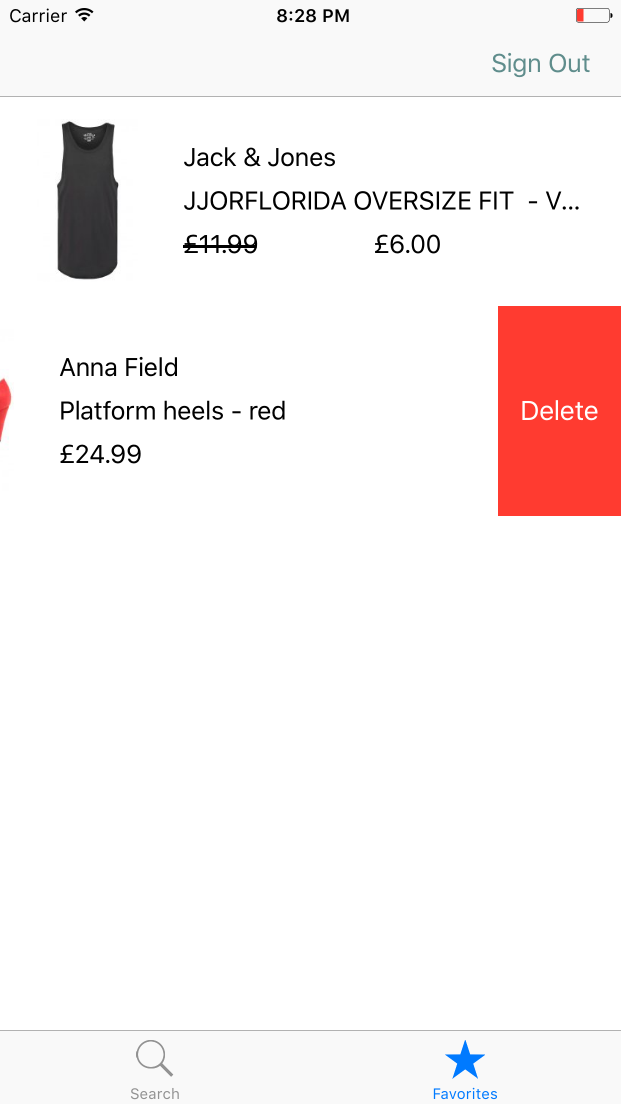 Carrier 8:28 PM
Sign Out
Jack & Jones
JJORFLORIDA OVERSIZE FIT - V...
£11.99 £6.00
Anna Field
Platform heels - red
£24.99
Delete
Search Favorites